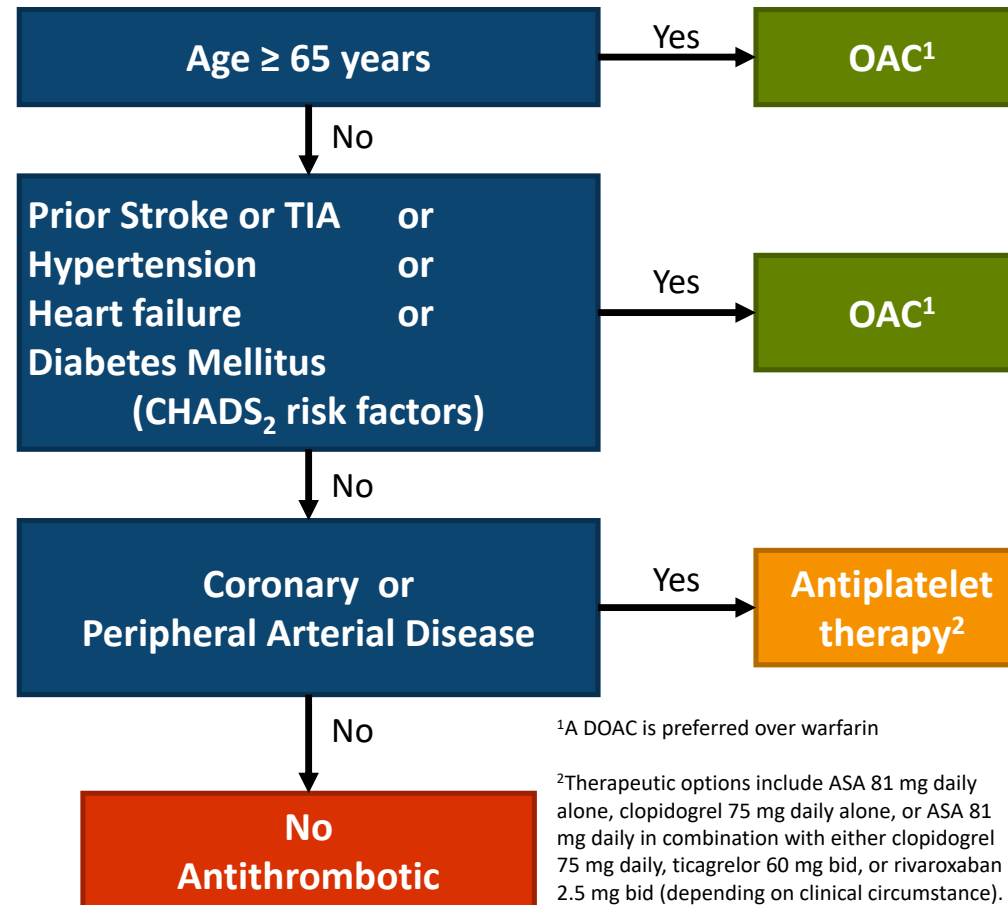 Age ≥ 65 years
Yes
OAC¹
No
Prior Stroke or TIA or
Hypertension or
Heart failure or
Diabetes Mellitus
(CHADS₂ risk factors)
Yes
OAC¹
No
Coronary or
Peripheral Arterial Disease
Yes
Antiplatelet
therapy²
No
No
Antithrombotic
¹A DOAC is preferred over warfarin
²Therapeutic options include ASA 81 mg daily
alone, clopidogrel 75 mg daily alone, or ASA 81
mg daily in combination with either clopidogrel
75 mg daily, ticagrelor 60 mg bid, or rivaroxaban
2.5 mg bid (depending on clinical circumstance).